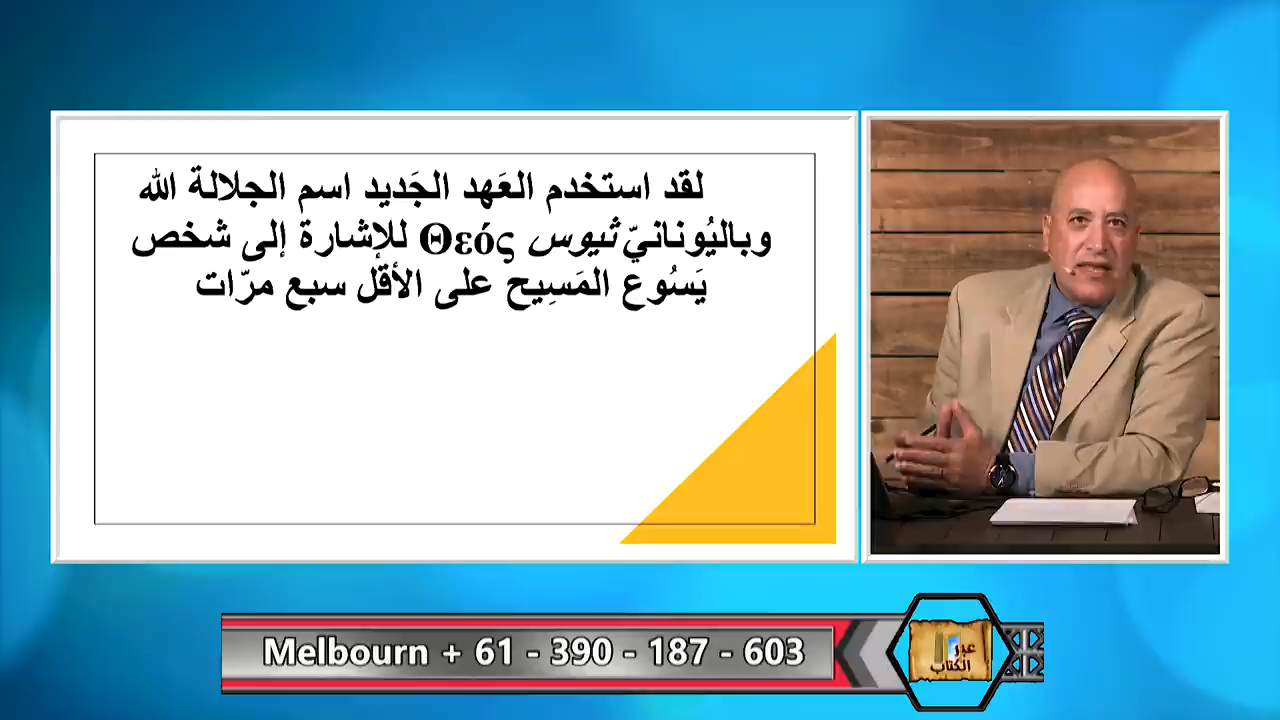 لقد استخدم العَهد الجَديد اسم الجلالة الله
وباليُونانيّ ثيوس Θεός للإشارة إلى شخص
يَسُوع المَسِيح على الأقل سبع مرّات
Melbourn + 61 - 390 - 187 - 603
عبر
الكتاب